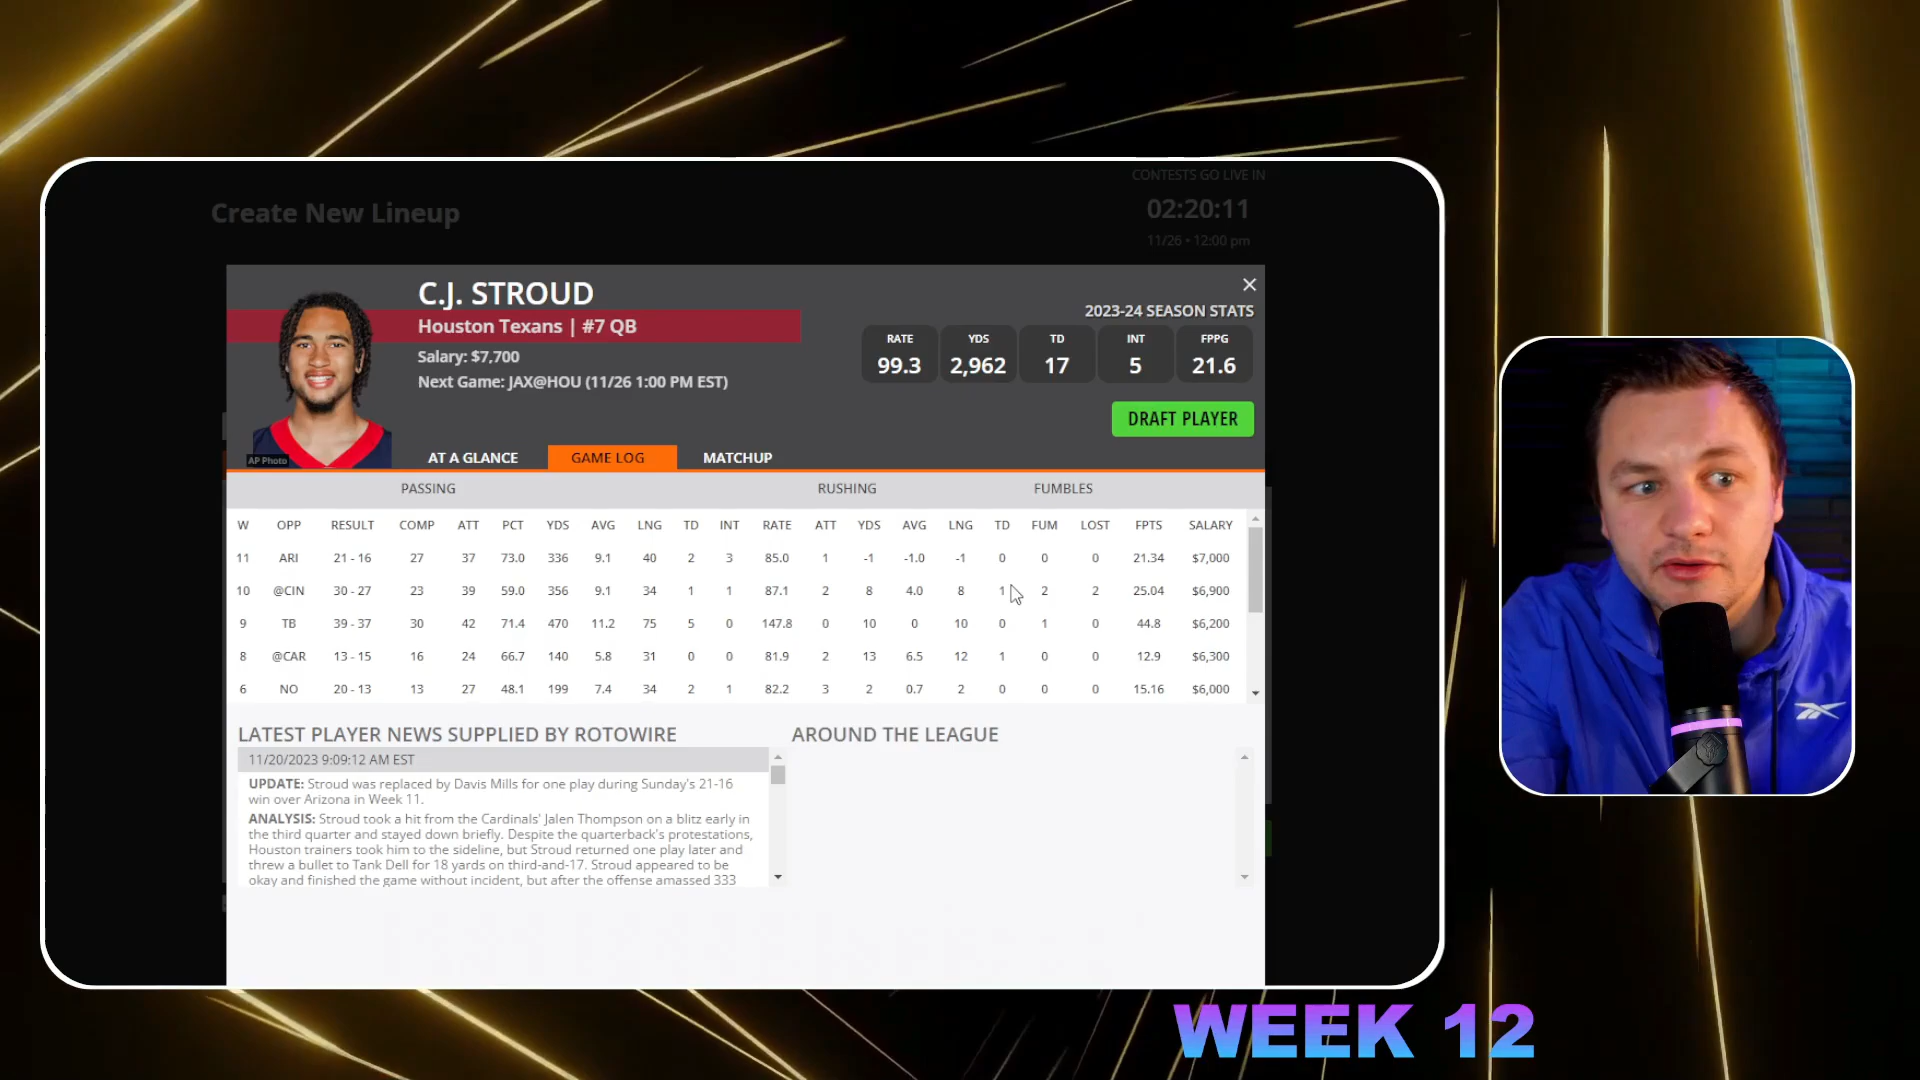 CONTESTS GO LIVE IN
Create New Lineup
02:20:11
11/26 • 12:00 pm
C.J. STROUD
Houston Texans | #7 QB
Salary: $7,700
Next Game: JAX@HOU (11/26 1:00 PM EST)
2023-24 SEASON STATS
RATE YDS TD INT FPPG
99.3 2,962 17 5 21.6
DRAFT PLAYER
AP Photo
AT A GLANCE GAME LOG MATCHUP
PASSING RUSHING FUMBLES
W OPP RESULT COMP ATT PCT YDS AVG LNG TD INT RATE ATT YDS AVG LNG TD FUM LOST FPTS SALARY
11 ARI 21 - 16 27 37 73.0 336 9.1 40 2 3 85.0 1 -1 -1.0 -1 0 0 0 21.34 $7,000
10 @CIN 30 - 27 23 39 59.0 356 9.1 34 1 1 87.1 2 8 4.0 8 1 2 2 25.04 $6,900
9 TB 39 - 37 30 42 71.4 470 11.2 75 5 0 147.8 0 10 0 10 0 1 0 44.8 $6,200
8 @CAR 13 - 15 16 24 66.7 140 5.8 31 0 0 81.9 2 13 6.5 12 1 0 0 12.9 $6,300
6 NO 20 - 13 13 27 48.1 199 7.4 34 2 1 82.2 3 2 0.7 2 0 0 0 15.16 $6,000
LATEST PLAYER NEWS SUPPLIED BY ROTOWIRE
AROUND THE LEAGUE
11/20/2023 9:09:12 AM EST
UPDATE: Stroud was replaced by Davis Mills for one play during Sunday's 21-16
win over Arizona in Week 11.
ANALYSIS: Stroud took a hit from the Cardinals' Jalen Thompson on a blitz early in
the third quarter and stayed down briefly. Despite the quarterback's protestations,
Houston trainers took him to the sideline, but Stroud returned one play later and
threw a bullet to Tank Dell for 18 yards on third-and-17. Stroud appeared to be
okay and finished the game without incident, but after the offense amassed 333
Reebok
WEEK 12